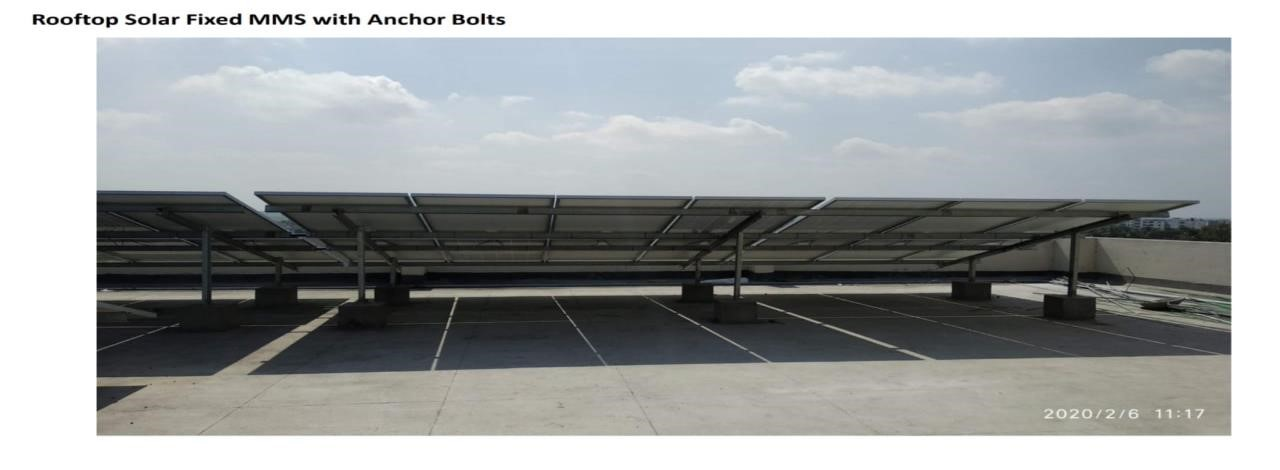 Rooftop Solar Fixed MMS with Anchor Bolts
2020/2/6 11:17